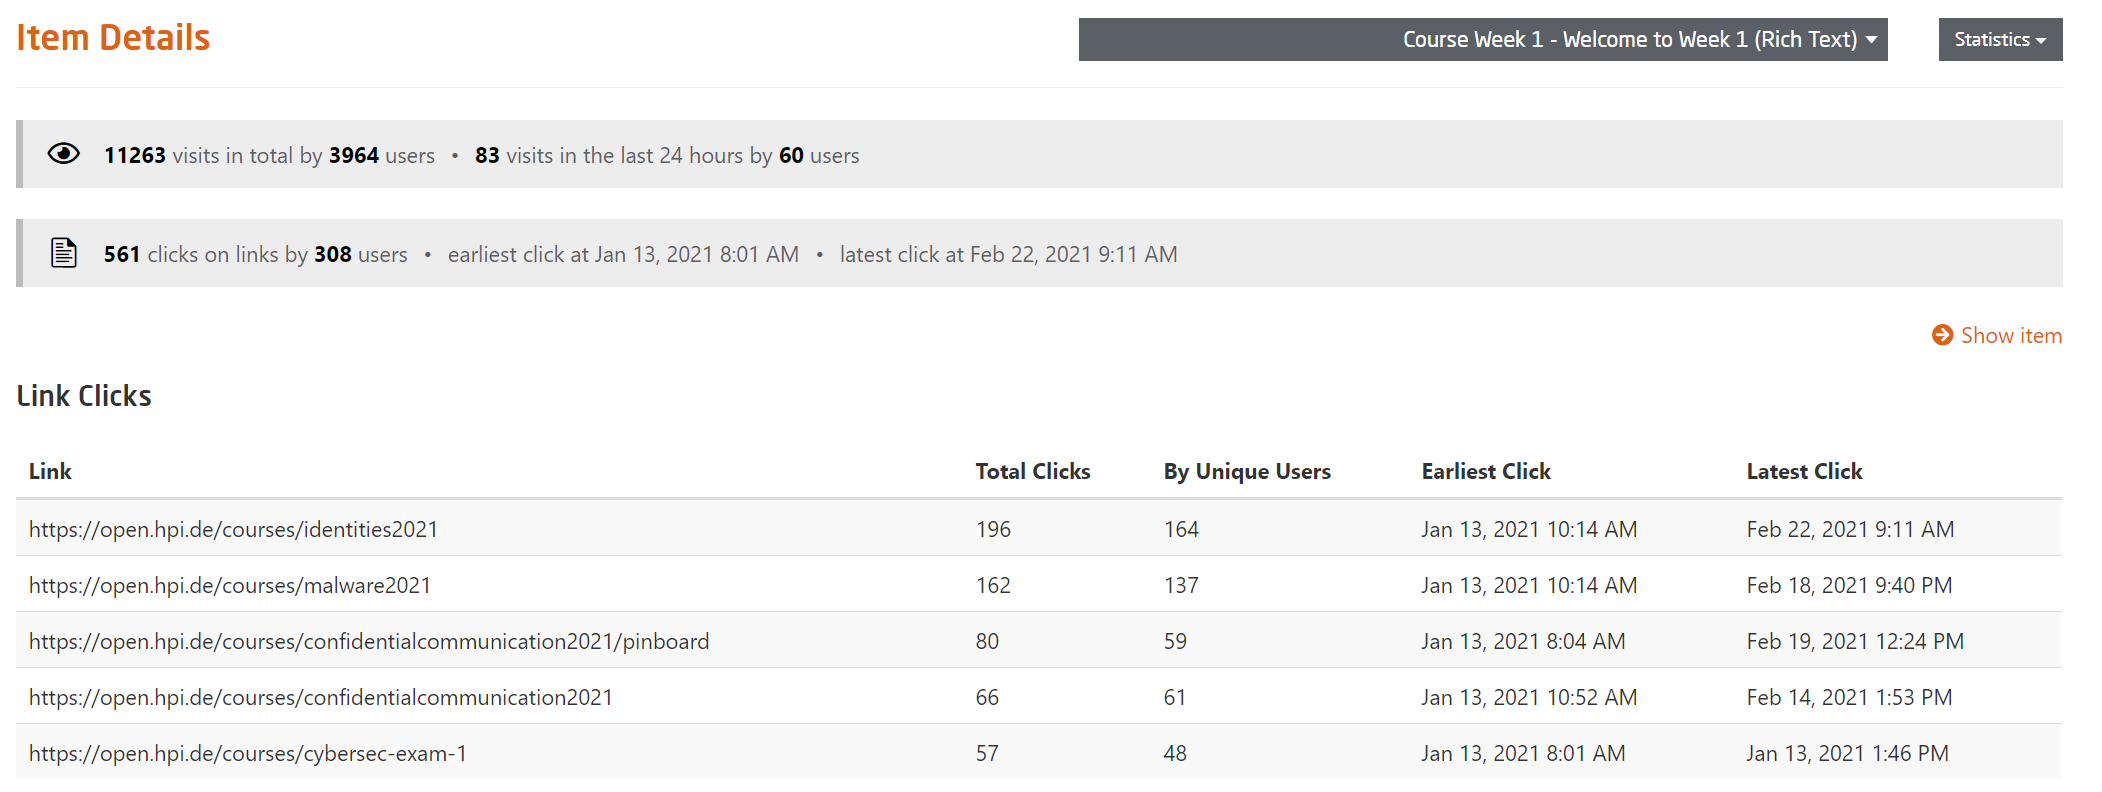 Item Details
Course Week 1 - Welcome to Week 1 (Rich Text)
Statistics
11263 visits in total by 3964 users • 83 visits in the last 24 hours by 60 users
561 clicks on links by 308 users • earliest click at Jan 13, 2021 8:01 AM • latest click at Feb 22, 2021 9:11 AM
Show item
Link Clicks
Link Total Clicks By Unique Users Earliest Click Latest Click
https://open.hpi.de/courses/identities2021 196 164 Jan 13, 2021 10:14 AM Feb 22, 2021 9:11 AM
https://open.hpi.de/courses/malware2021 162 137 Jan 13, 2021 10:14 AM Feb 18, 2021 9:40 PM
https://open.hpi.de/courses/confidentialcommunication2021/pinboard 80 59 Jan 13, 2021 8:04 AM Feb 19, 2021 12:24 PM
https://open.hpi.de/courses/confidentialcommunication2021 66 61 Jan 13, 2021 10:52 AM Feb 14, 2021 1:53 PM
https://open.hpi.de/courses/cybersec-exam-1 57 48 Jan 13, 2021 8:01 AM Jan 13, 2021 1:46 PM